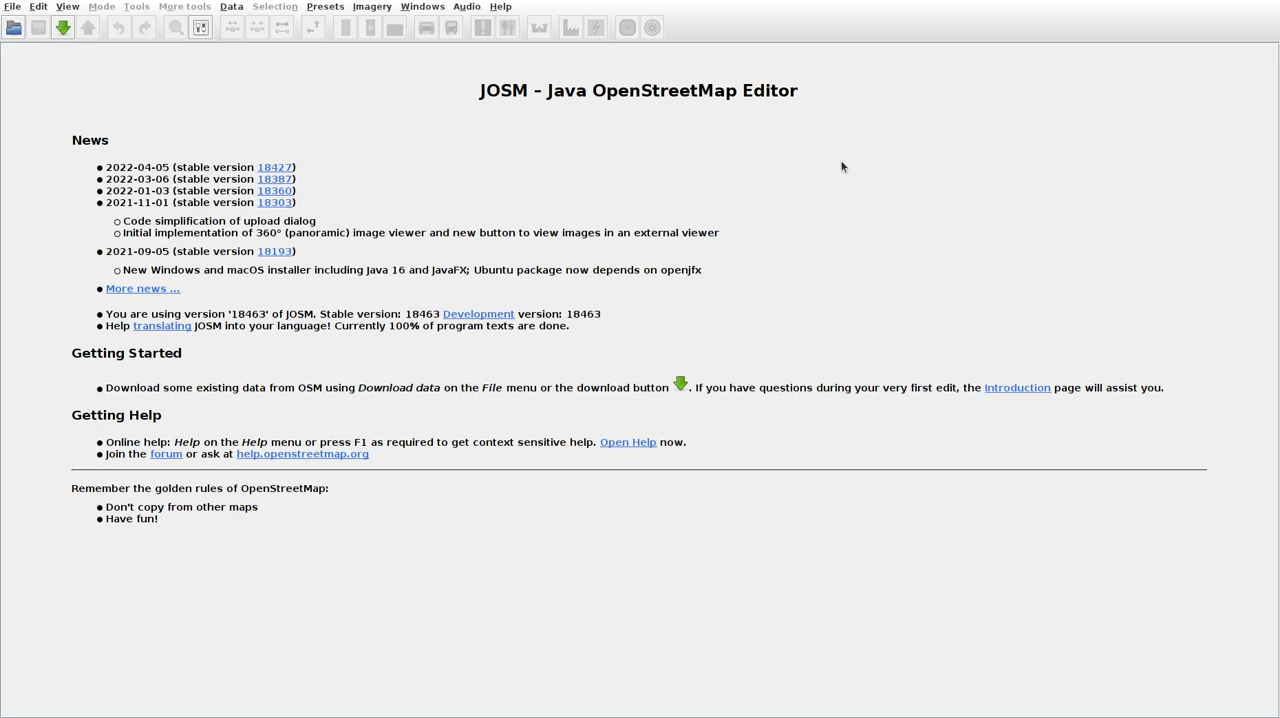 File Edit View Mode Tools More tools Data Selection Presets Imagery Windows Audio Help
JOSM – Java OpenStreetMap Editor
News
2022-04-05 (stable version 18427)
2022-03-06 (stable version 18387)
2022-01-03 (stable version 18360)
2021-11-01 (stable version 18303)
Code simplification of upload dialog
Initial implementation of 360° (panoramic) image viewer and new button to view images in an external viewer
2021-09-05 (stable version 18193)
New Windows and macOS installer including Java 16 and JavaFX; Ubuntu package now depends on openjfx
More news ...
You are using version '18463' of JOSM. Stable version: 18463 Development version: 18463
Help translating JOSM into your language! Currently 100% of program texts are done.
Getting Started
Download some existing data from OSM using Download data on the File menu or the download button . If you have questions during your very first edit, the Introduction page will assist you.
Getting Help
Online help: Help on the Help menu or press F1 as required to get context sensitive help. Open Help now.
Join the forum or ask at help.openstreetmap.org
Remember the golden rules of OpenStreetMap:
Don't copy from other maps
Have fun!